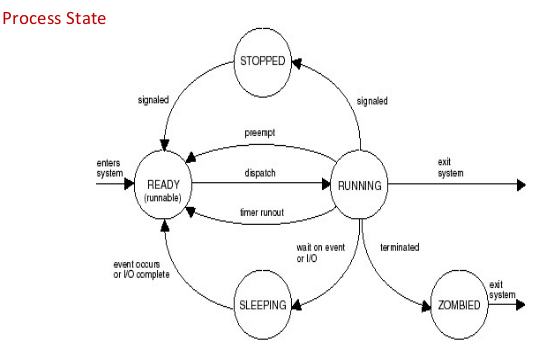 Process State
STOPPED
signaled
signaled
preempt
enters
system
exit
system
READY
(runnable)
dispatch
RUNNING
timer runout
wait on event
or I/O
terminated
event occurs
or I/O complete
SLEEPING
ZOMBIED
exit
system